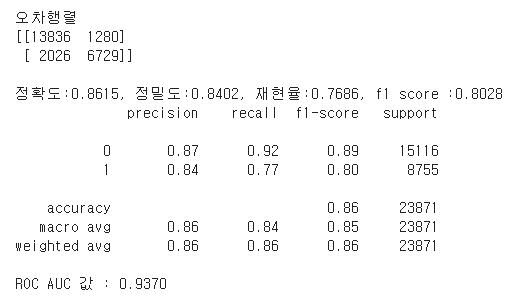 오차행렬
[[13836  1280]
 [ 2026  6729]]
정확도:0.8615, 정밀도:0.8402, 재현율:0.7686, f1 score :0.8028
              precision    recall  f1-score   support
           0       0.87      0.92      0.89     15116
           1       0.84      0.77      0.80      8755
    accuracy                           0.86     23871
   macro avg       0.86      0.84      0.85     23871
weighted avg       0.86      0.86      0.86     23871
ROC AUC 값 : 0.9370